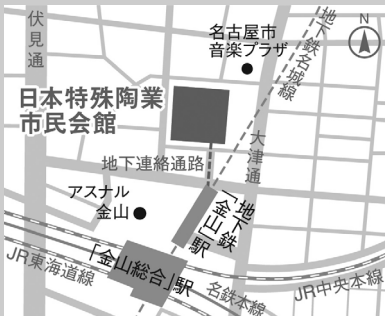 伏見通
名古屋市
音楽プラザ
地下鉄名城線
N
日本特殊陶業
市民会館
大津通
地下連絡通路
アスナル
金山
地下鉄
「金山」駅
「金山総合」駅
JR東海道線
名鉄本線
JR中央本線